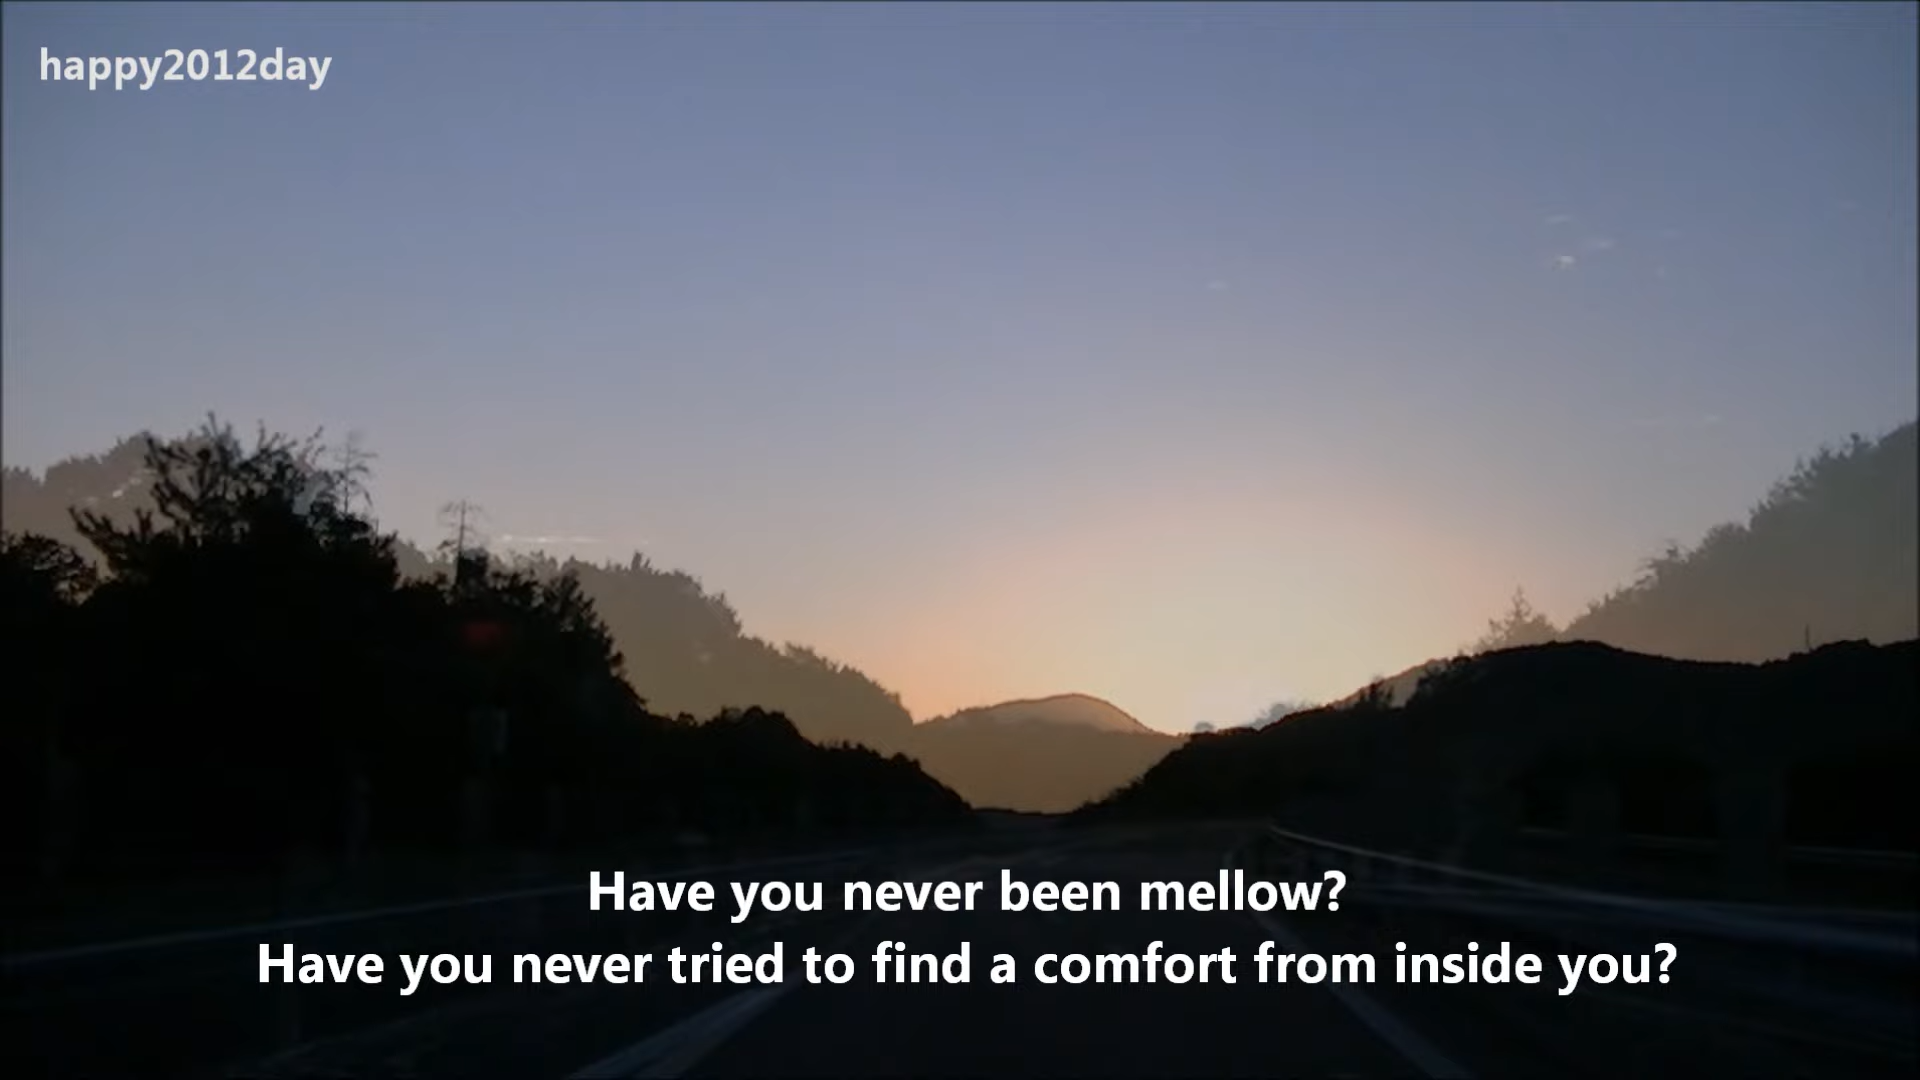 happy2012day
Have you never been mellow?
Have you never tried to find a comfort from inside you?